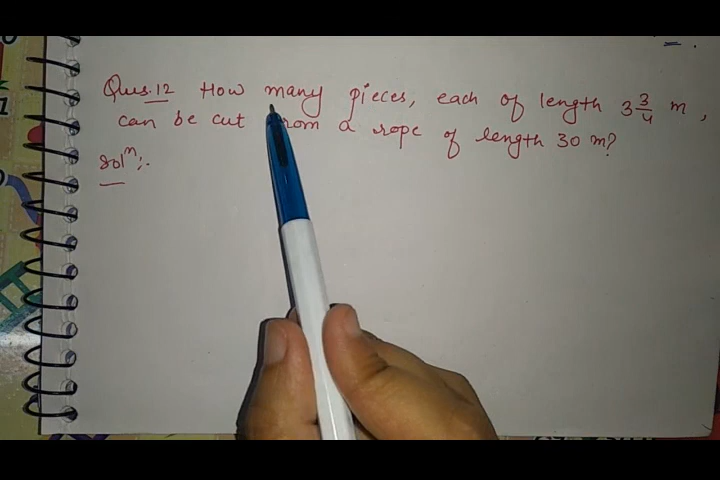 Ques.12 How many pieces, each of length 3 3/4 m,
can be cut from a rope of length 30 m?
Solⁿ:-